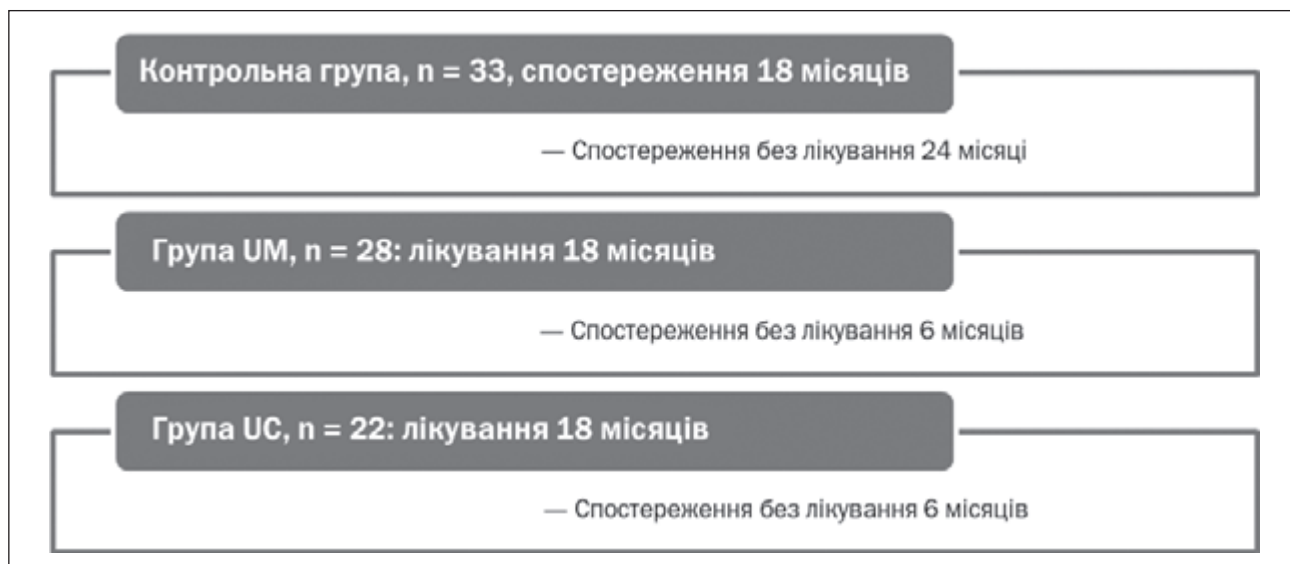 Контрольна група, n = 33, спостереження 18 місяців
— Спостереження без лікування 24 місяці
Група UM, n = 28: лікування 18 місяців
— Спостереження без лікування 6 місяців
Група UC, n = 22: лікування 18 місяців
— Спостереження без лікування 6 місяців